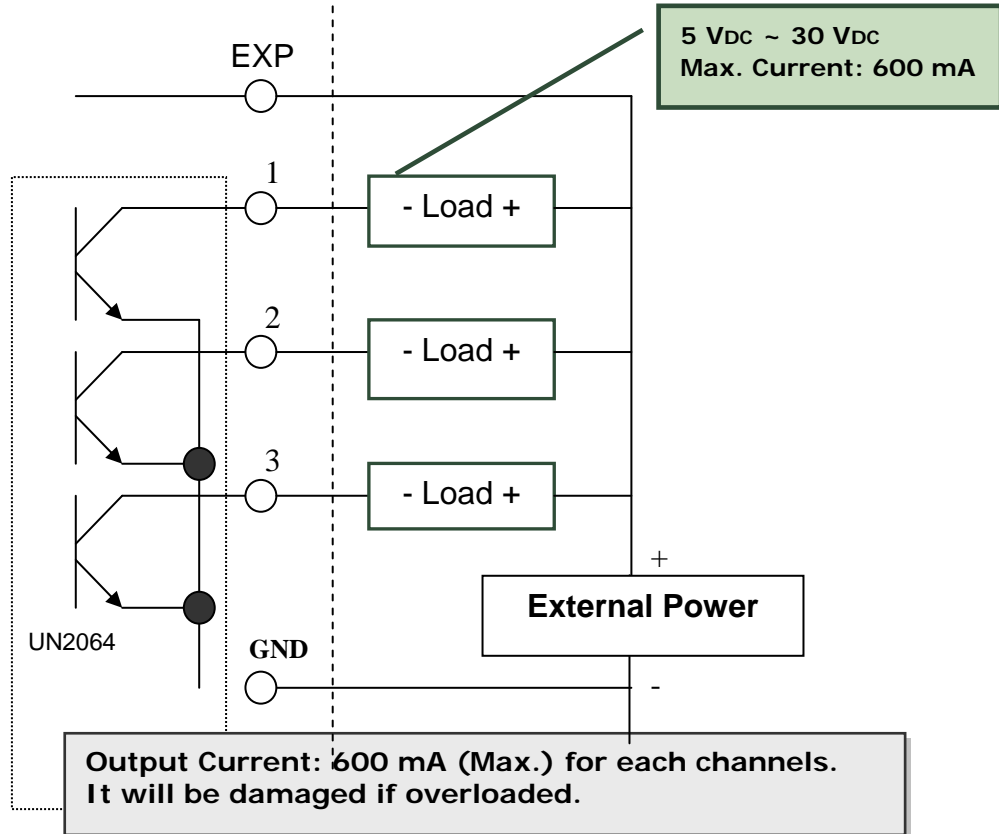 5 VDC ~ 30 VDC
Max. Current: 600 mA
EXP
1
- Load +
2
- Load +
3
- Load +
+
External Power
UN2064
GND
-
Output Current: 600 mA (Max.) for each channels.
It will be damaged if overloaded.